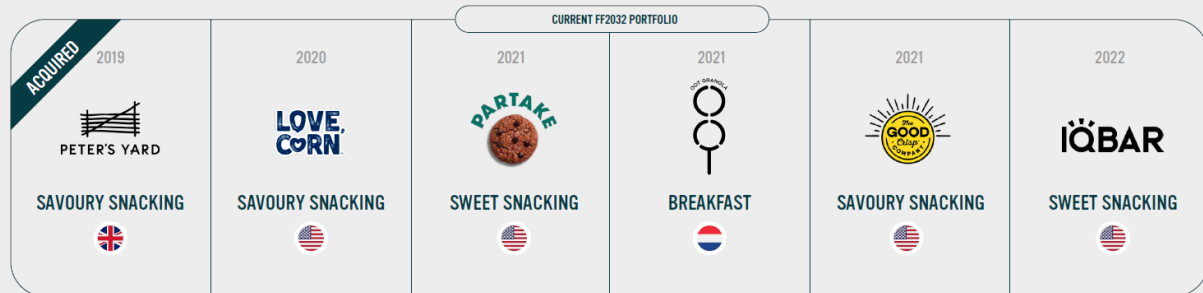 CURRENT FF2032 PORTFOLIO
ACQUIRED
2019
PETER'S YARD
SAVOURY SNACKING
2020
LOVE,
CORN
SAVOURY SNACKING
2021
PARTAKE
SWEET SNACKING
2021
OOT GRANOLA
OOT
BREAKFAST
2021
The
GOOD
Crisp
COMPANY
SAVOURY SNACKING
2022
IQBAR
SWEET SNACKING